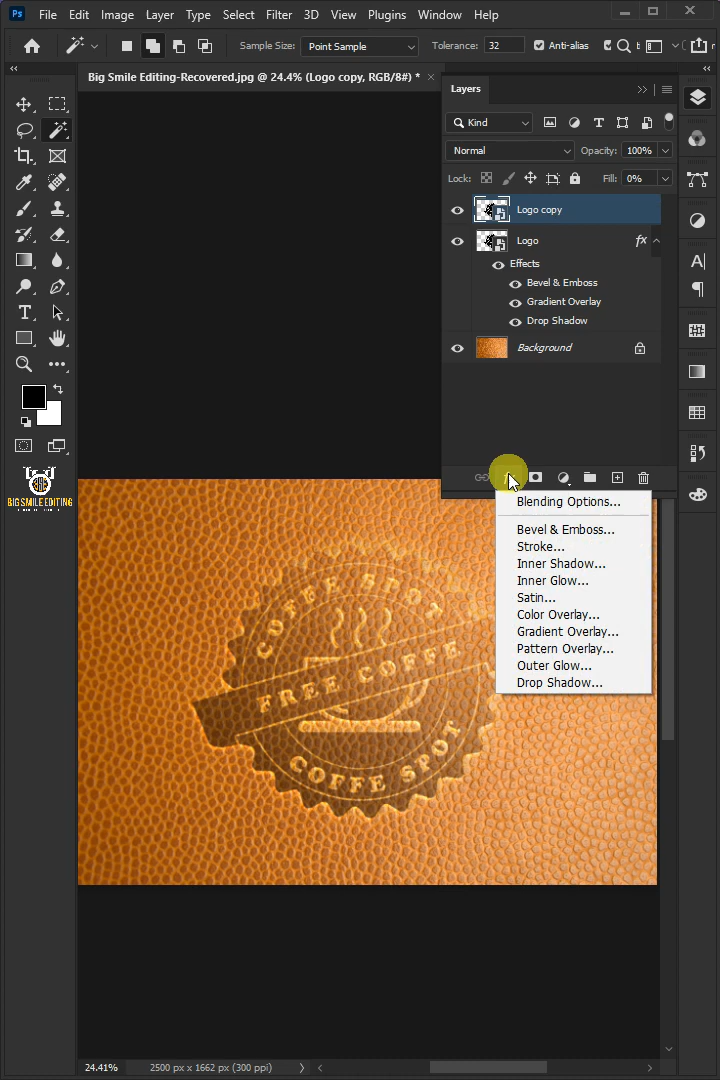 Ps File Edit Image Layer Type Select Filter 3D View Plugins Window Help
Sample Size: Point Sample Tolerance: 32 Anti-alias
Big Smile Editing-Recovered.jpg @ 24.4% (Logo copy, RGB/8#) *
Layers
Kind
Normal Opacity: 100%
Lock: Fill: 0%
Logo copy
Logo fx
Effects
Bevel & Emboss
Gradient Overlay
Drop Shadow
Background
BSE
BIG SMILE EDITING
Blending Options...
Bevel & Emboss...
Stroke...
Inner Shadow...
Inner Glow...
Satin...
Color Overlay...
Gradient Overlay...
Pattern Overlay...
Outer Glow...
Drop Shadow...
COFFE SPOT
FREE COFFE
COFFE SPOT
24.41% 2500 px x 1662 px (300 ppi)